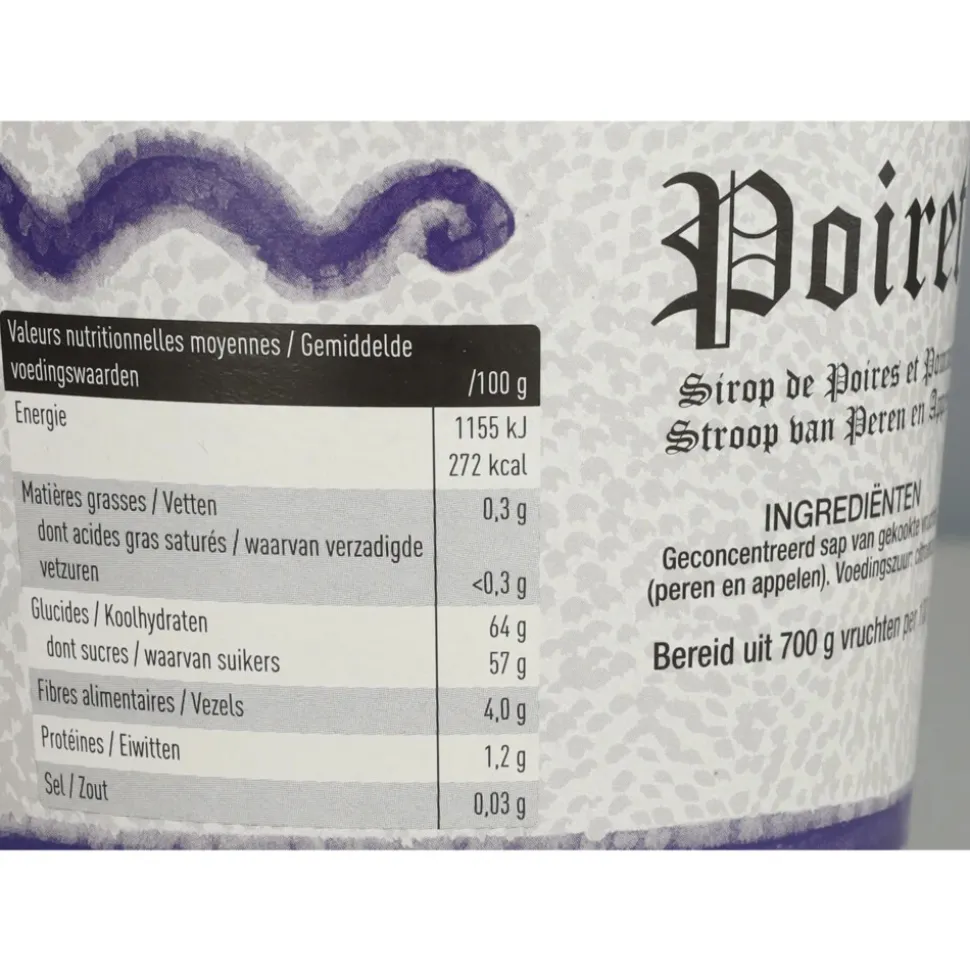 Valeurs nutritionnelles moyennes / Gemiddelde
voedingswaarden /100 g
Energie 1155 kJ
272 kcal
Matières grasses / Vetten 0,3 g
dont acides gras saturés / waarvan verzadigde
vetzuren <0,3 g
Glucides / Koolhydraten 64 g
dont sucres / waarvan suikers 57 g
Fibres alimentaires / Vezels 4,0 g
Protéines / Eiwitten 1,2 g
Sel / Zout 0,03 g
Sirop de Poires et
Stroop van Peren en
INGREDIËNTEN
Geconcentreerd sap van gekookte
(peren en appelen). Voedingszuur:
Bereid uit 700 g vruchten per